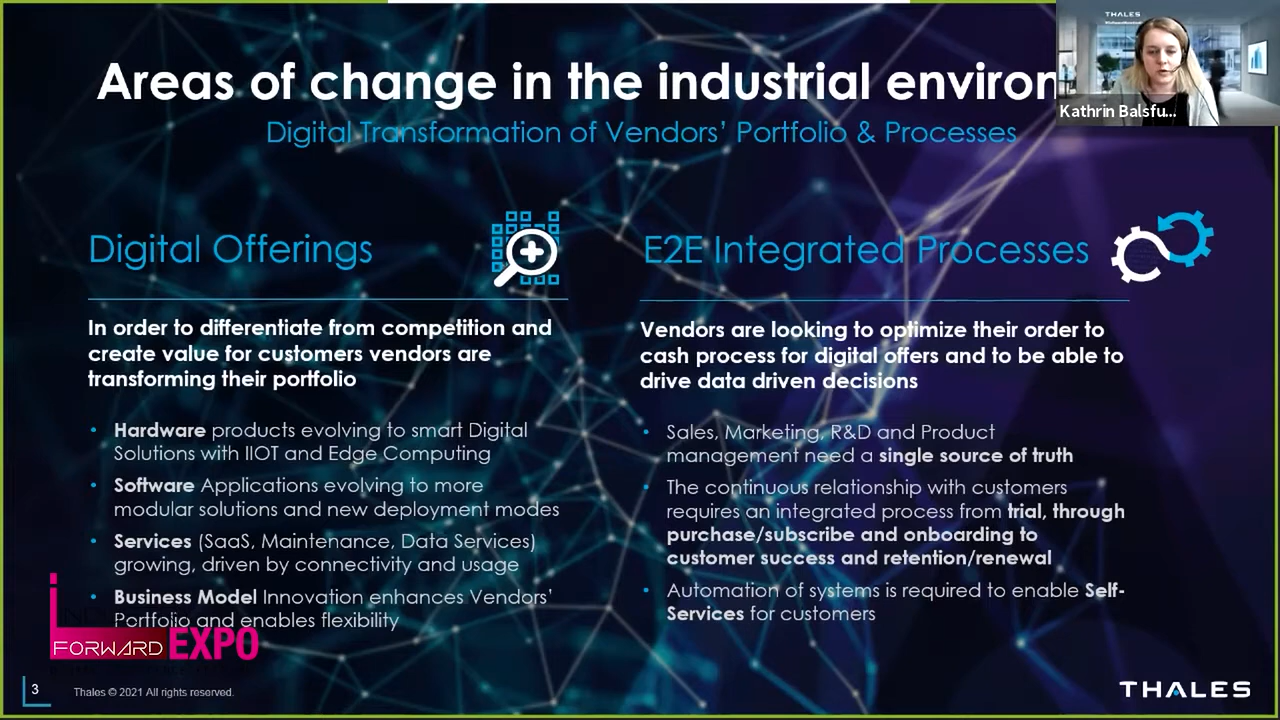 THALES
Areas of change in the industrial environ
Kathrin Balsfu...
Digital Transformation of Vendors' Portfolio & Processes
Digital Offerings
In order to differentiate from competition and
create value for customers vendors are
transforming their portfolio
• Hardware products evolving to smart Digital
Solutions with IIOT and Edge Computing
• Software Applications evolving to more
modular solutions and new deployment modes
• Services (SaaS, Maintenance, Data Services)
growing, driven by connectivity and usage
• Business Model Innovation enhances Vendors'
Portfolio and enables flexibility
E2E Integrated Processes
Vendors are looking to optimize their order to
cash process for digital offers and to be able to
drive data driven decisions
• Sales, Marketing, R&D and Product
management need a single source of truth
• The continuous relationship with customers
requires an integrated process from trial, through
purchase/subscribe and onboarding to
customer success and retention/renewal
• Automation of systems is required to enable Self-
Services for customers
FORWARD EXPO
3
Thales © 2021 All rights reserved.
THALES